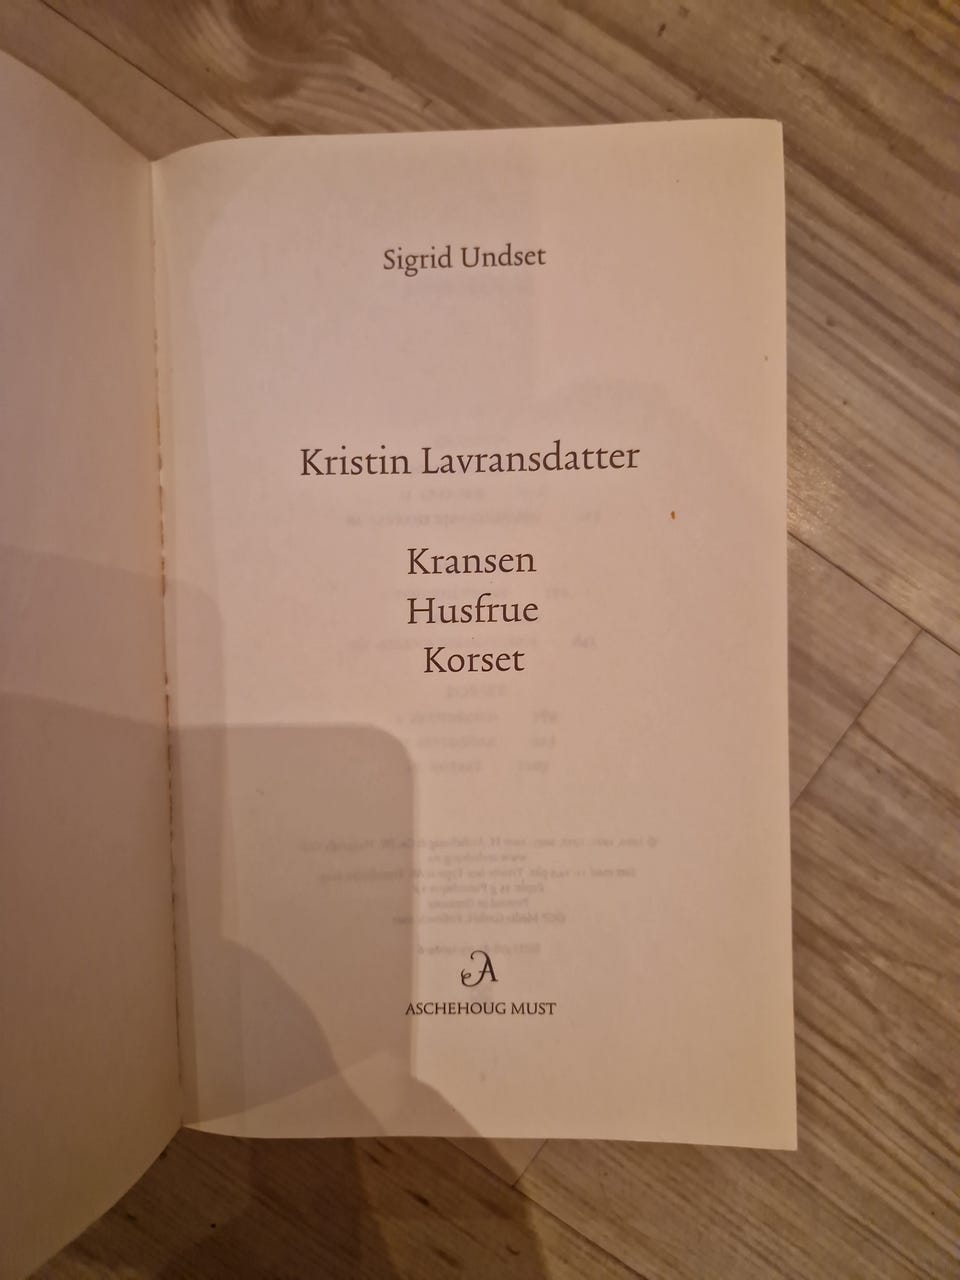 Sigrid Undset
Kristin Lavransdatter
Kransen
Husfrue
Korset
A
ASCHEHOUG MUST